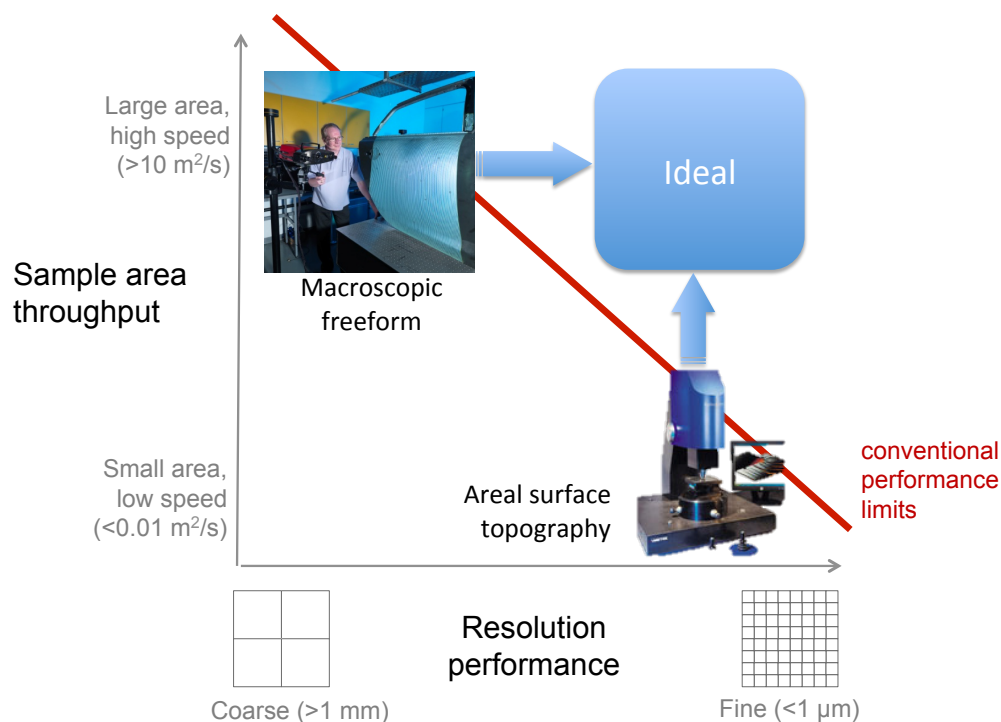 Large area,
high speed
(>10 m²/s)
Ideal
Sample area
throughput
Macroscopic
freeform
Small area,
low speed
(<0.01 m²/s)
Areal surface
topography
conventional
performance
limits
Resolution
performance
Coarse (>1 mm)
Fine (<1 µm)